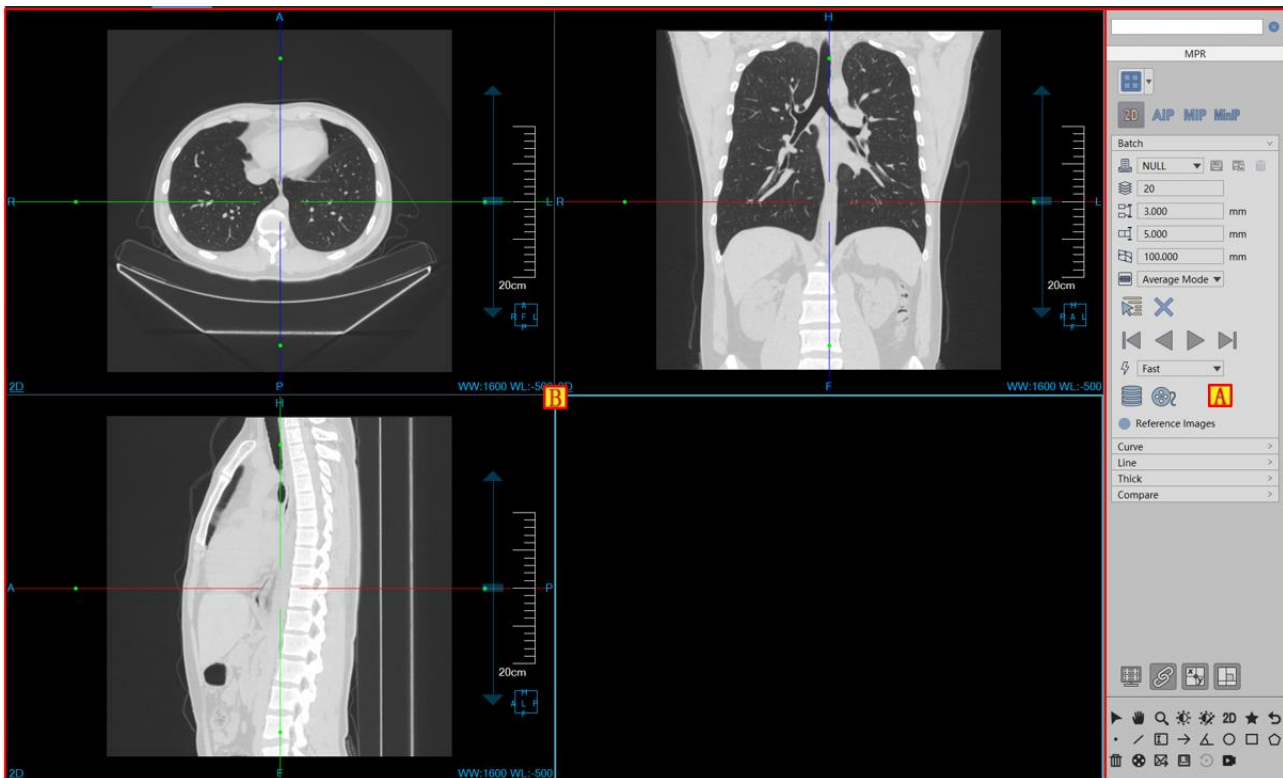 A
R
L
20cm
A
R F L
P
2D
P
WW:1600 WL:-500
H
R
L
20cm
H
R A L
F
2D
F
WW:1600 WL:-500
H
A
P
20cm
H
A L P
F
2D
F
WW:1600 WL:-500
B
MPR
2D AIP MIP MinIP
Batch
NULL
20
3.000 mm
5.000 mm
100.000 mm
Average Mode
Fast
A
Reference Images
Curve
Line
Thick
Compare
2D